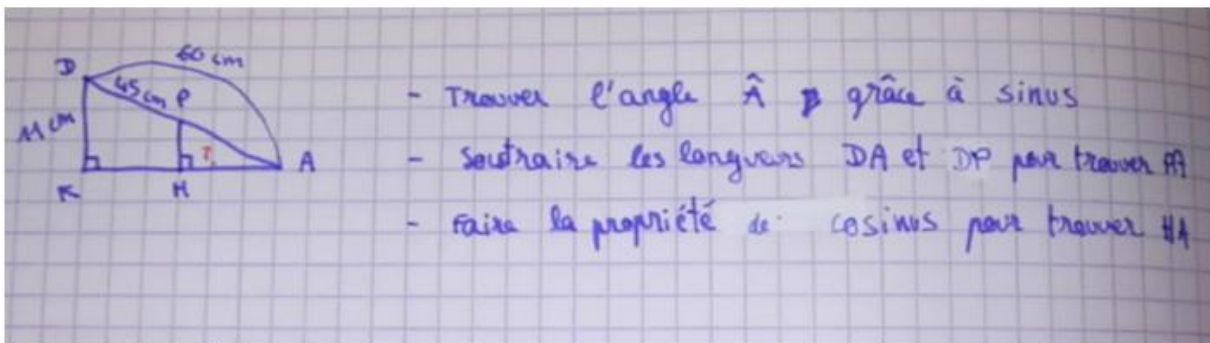 60 cm
D
45 cm P
11 cm
?
A
K
H
- Trouver l'angle Â grâce à sinus
- Soustraire les longueurs DA et DP pour trouver PA
- Faire la propriété de cosinus pour trouver HA